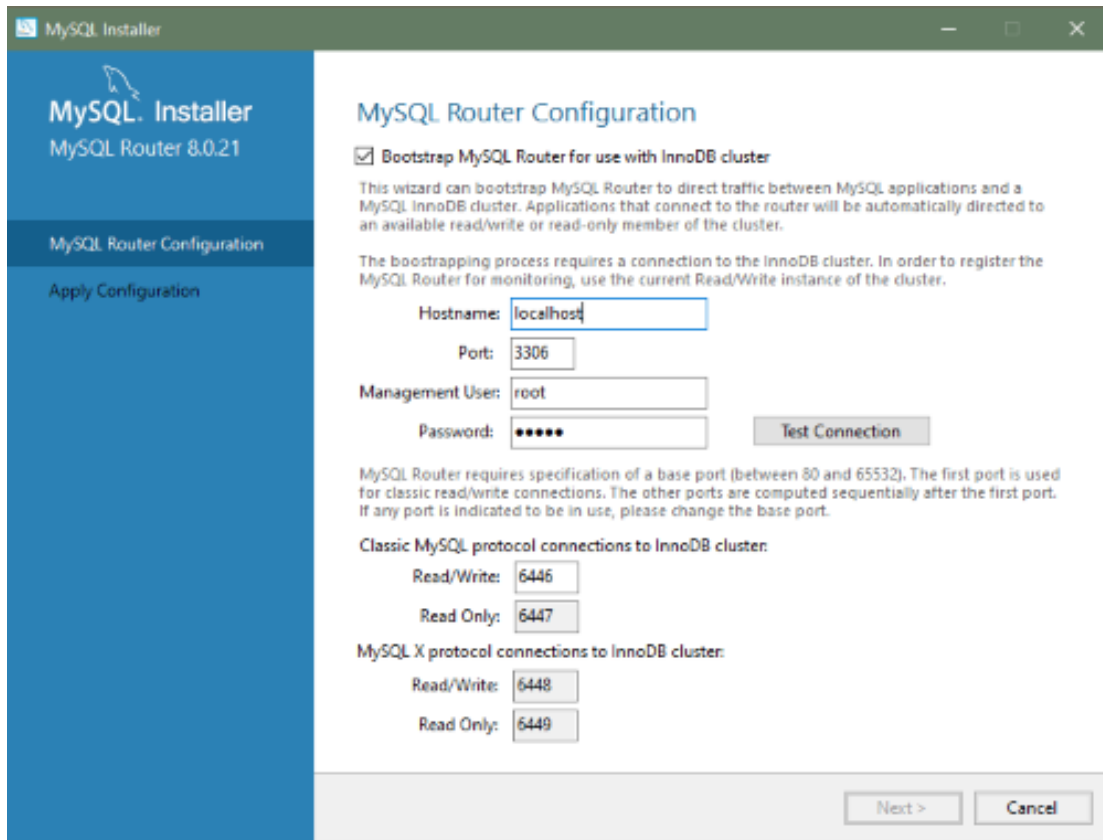 MySQL Installer
MySQL. Installer
MySQL Router 8.0.21
MySQL Router Configuration
Apply Configuration
MySQL Router Configuration
Bootstrap MySQL Router for use with InnoDB cluster
This wizard can bootstrap MySQL Router to direct traffic between MySQL applications and a
MySQL InnoDB cluster. Applications that connect to the router will be automatically directed to
an available read/write or read-only member of the cluster.
The boostrapping process requires a connection to the InnoDB cluster. In order to register the
MySQL Router for monitoring, use the current Read/Write instance of the cluster.
Hostname: localhost
Port: 3306
Management User: root
Password: ●●●●● Test Connection
MySQL Router requires specification of a base port (between 80 and 65532). The first port is used
for classic read/write connections. The other ports are computed sequentially after the first port.
If any port is indicated to be in use, please change the base port.
Classic MySQL protocol connections to InnoDB cluster:
Read/Write: 6446
Read Only: 6447
MySQL X protocol connections to InnoDB cluster:
Read/Write: 6448
Read Only: 6449
Next > Cancel